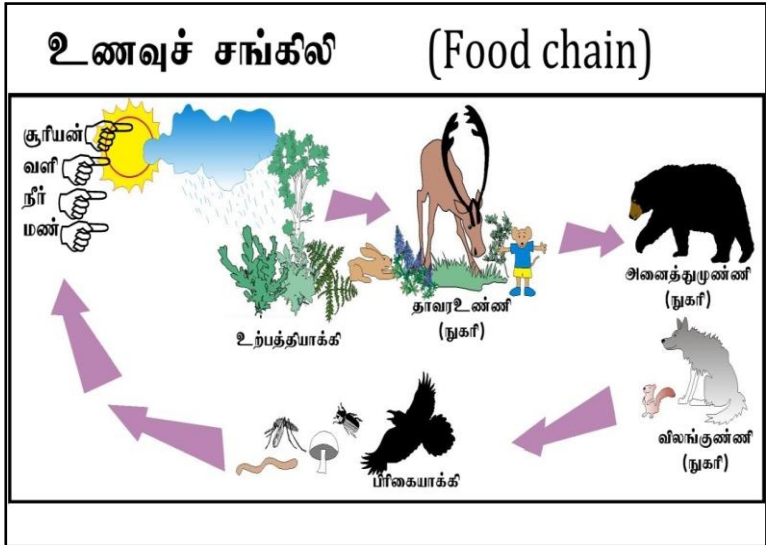 உணவுச் சங்கிலி (Food chain)
சூரியன்
வளி
நீர்
மண்
உற்பத்தியாக்கி
தாவரஉண்ணி
(நுகரி)
அனைத்துமுண்ணி
(நுகரி)
விலங்குண்ணி
(நுகரி)
பிரிகையாக்கி